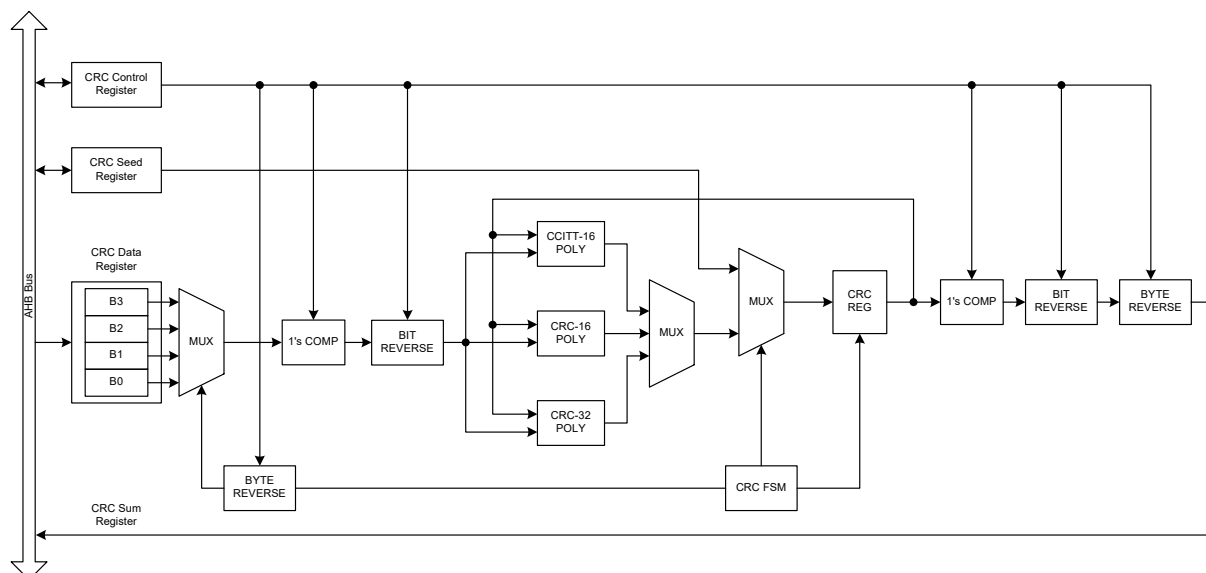 CRC Control
Register
CRC Seed
Register
AHB Bus
CRC Data
Register
B3
B2
B1
B0
MUX
1's COMP
BIT
REVERSE
CCITT-16
POLY
CRC-16
POLY
CRC-32
POLY
MUX
MUX
CRC
REG
1's COMP
BIT
REVERSE
BYTE
REVERSE
BYTE
REVERSE
CRC FSM
CRC Sum
Register